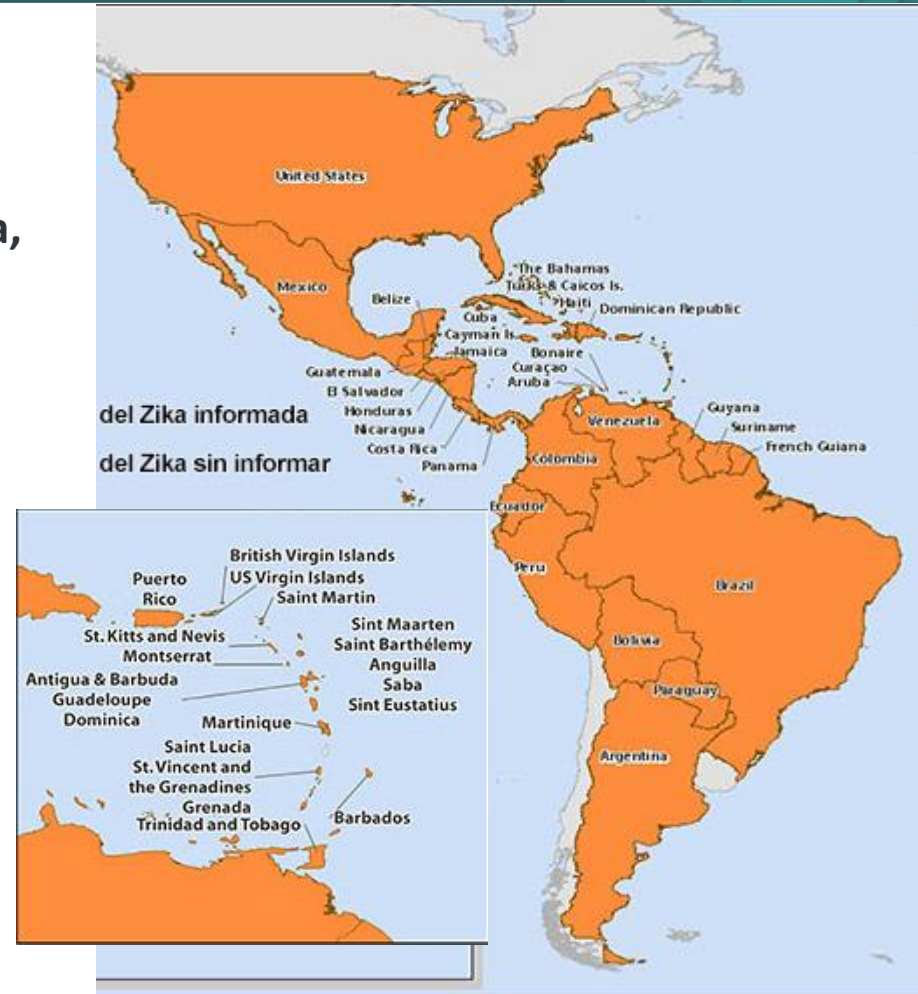 a,
United States
Mexico
The Bahamas
Turks & Caicos Is.
Haiti
Dominican Republic
Belize
Cuba
Cayman Is.
Jamaica
Bonaire
Curaçao
Aruba
Guatemala
El Salvador
Honduras
Nicaragua
Costa Rica
Panama
del Zika informada
del Zika sin informar
Venezuela
Guyana
Suriname
French Guiana
Colombia
Ecuador
Peru
Brazil
Bolivia
Paraguay
Argentina
British Virgin Islands
US Virgin Islands
Puerto
Rico
Saint Martin
St. Kitts and Nevis
Montserrat
Sint Maarten
Saint Barthélemy
Anguilla
Saba
Sint Eustatius
Antigua & Barbuda
Guadeloupe
Dominica
Martinique
Saint Lucia
St. Vincent and
the Grenadines
Grenada
Trinidad and Tobago
Barbados